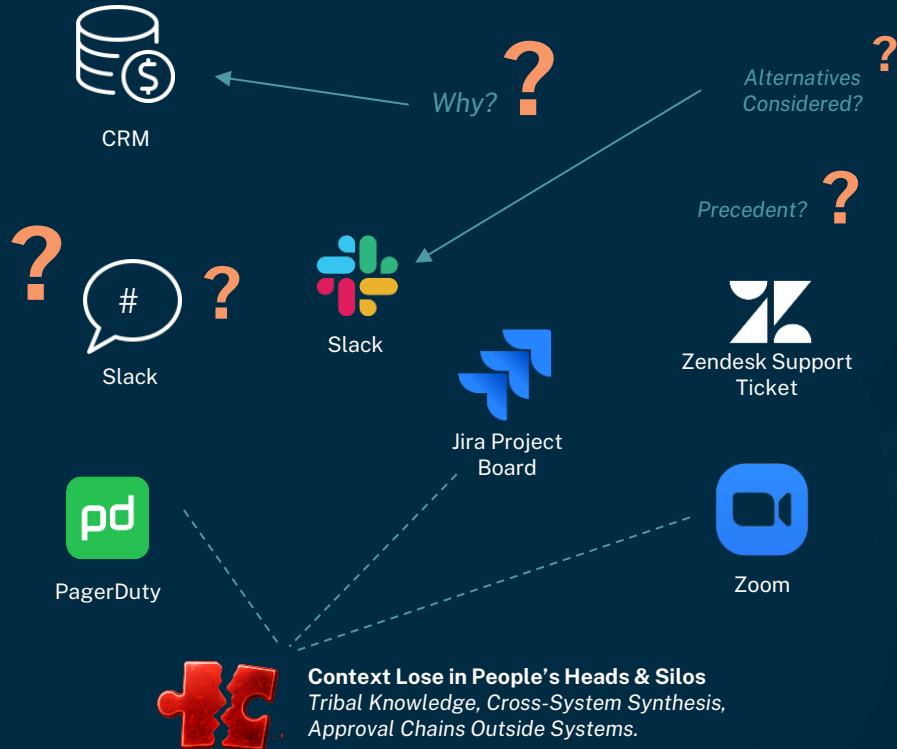 ?
Why?
?
Alternatives
Considered?
CRM
Precedent?
?
?
#
?
Slack
Slack
Zendesk Support
Ticket
Jira Project
Board
pd
PagerDuty
Zoom
Context Lose in People’s Heads & Silos
Tribal Knowledge, Cross-System Synthesis,
Approval Chains Outside Systems.